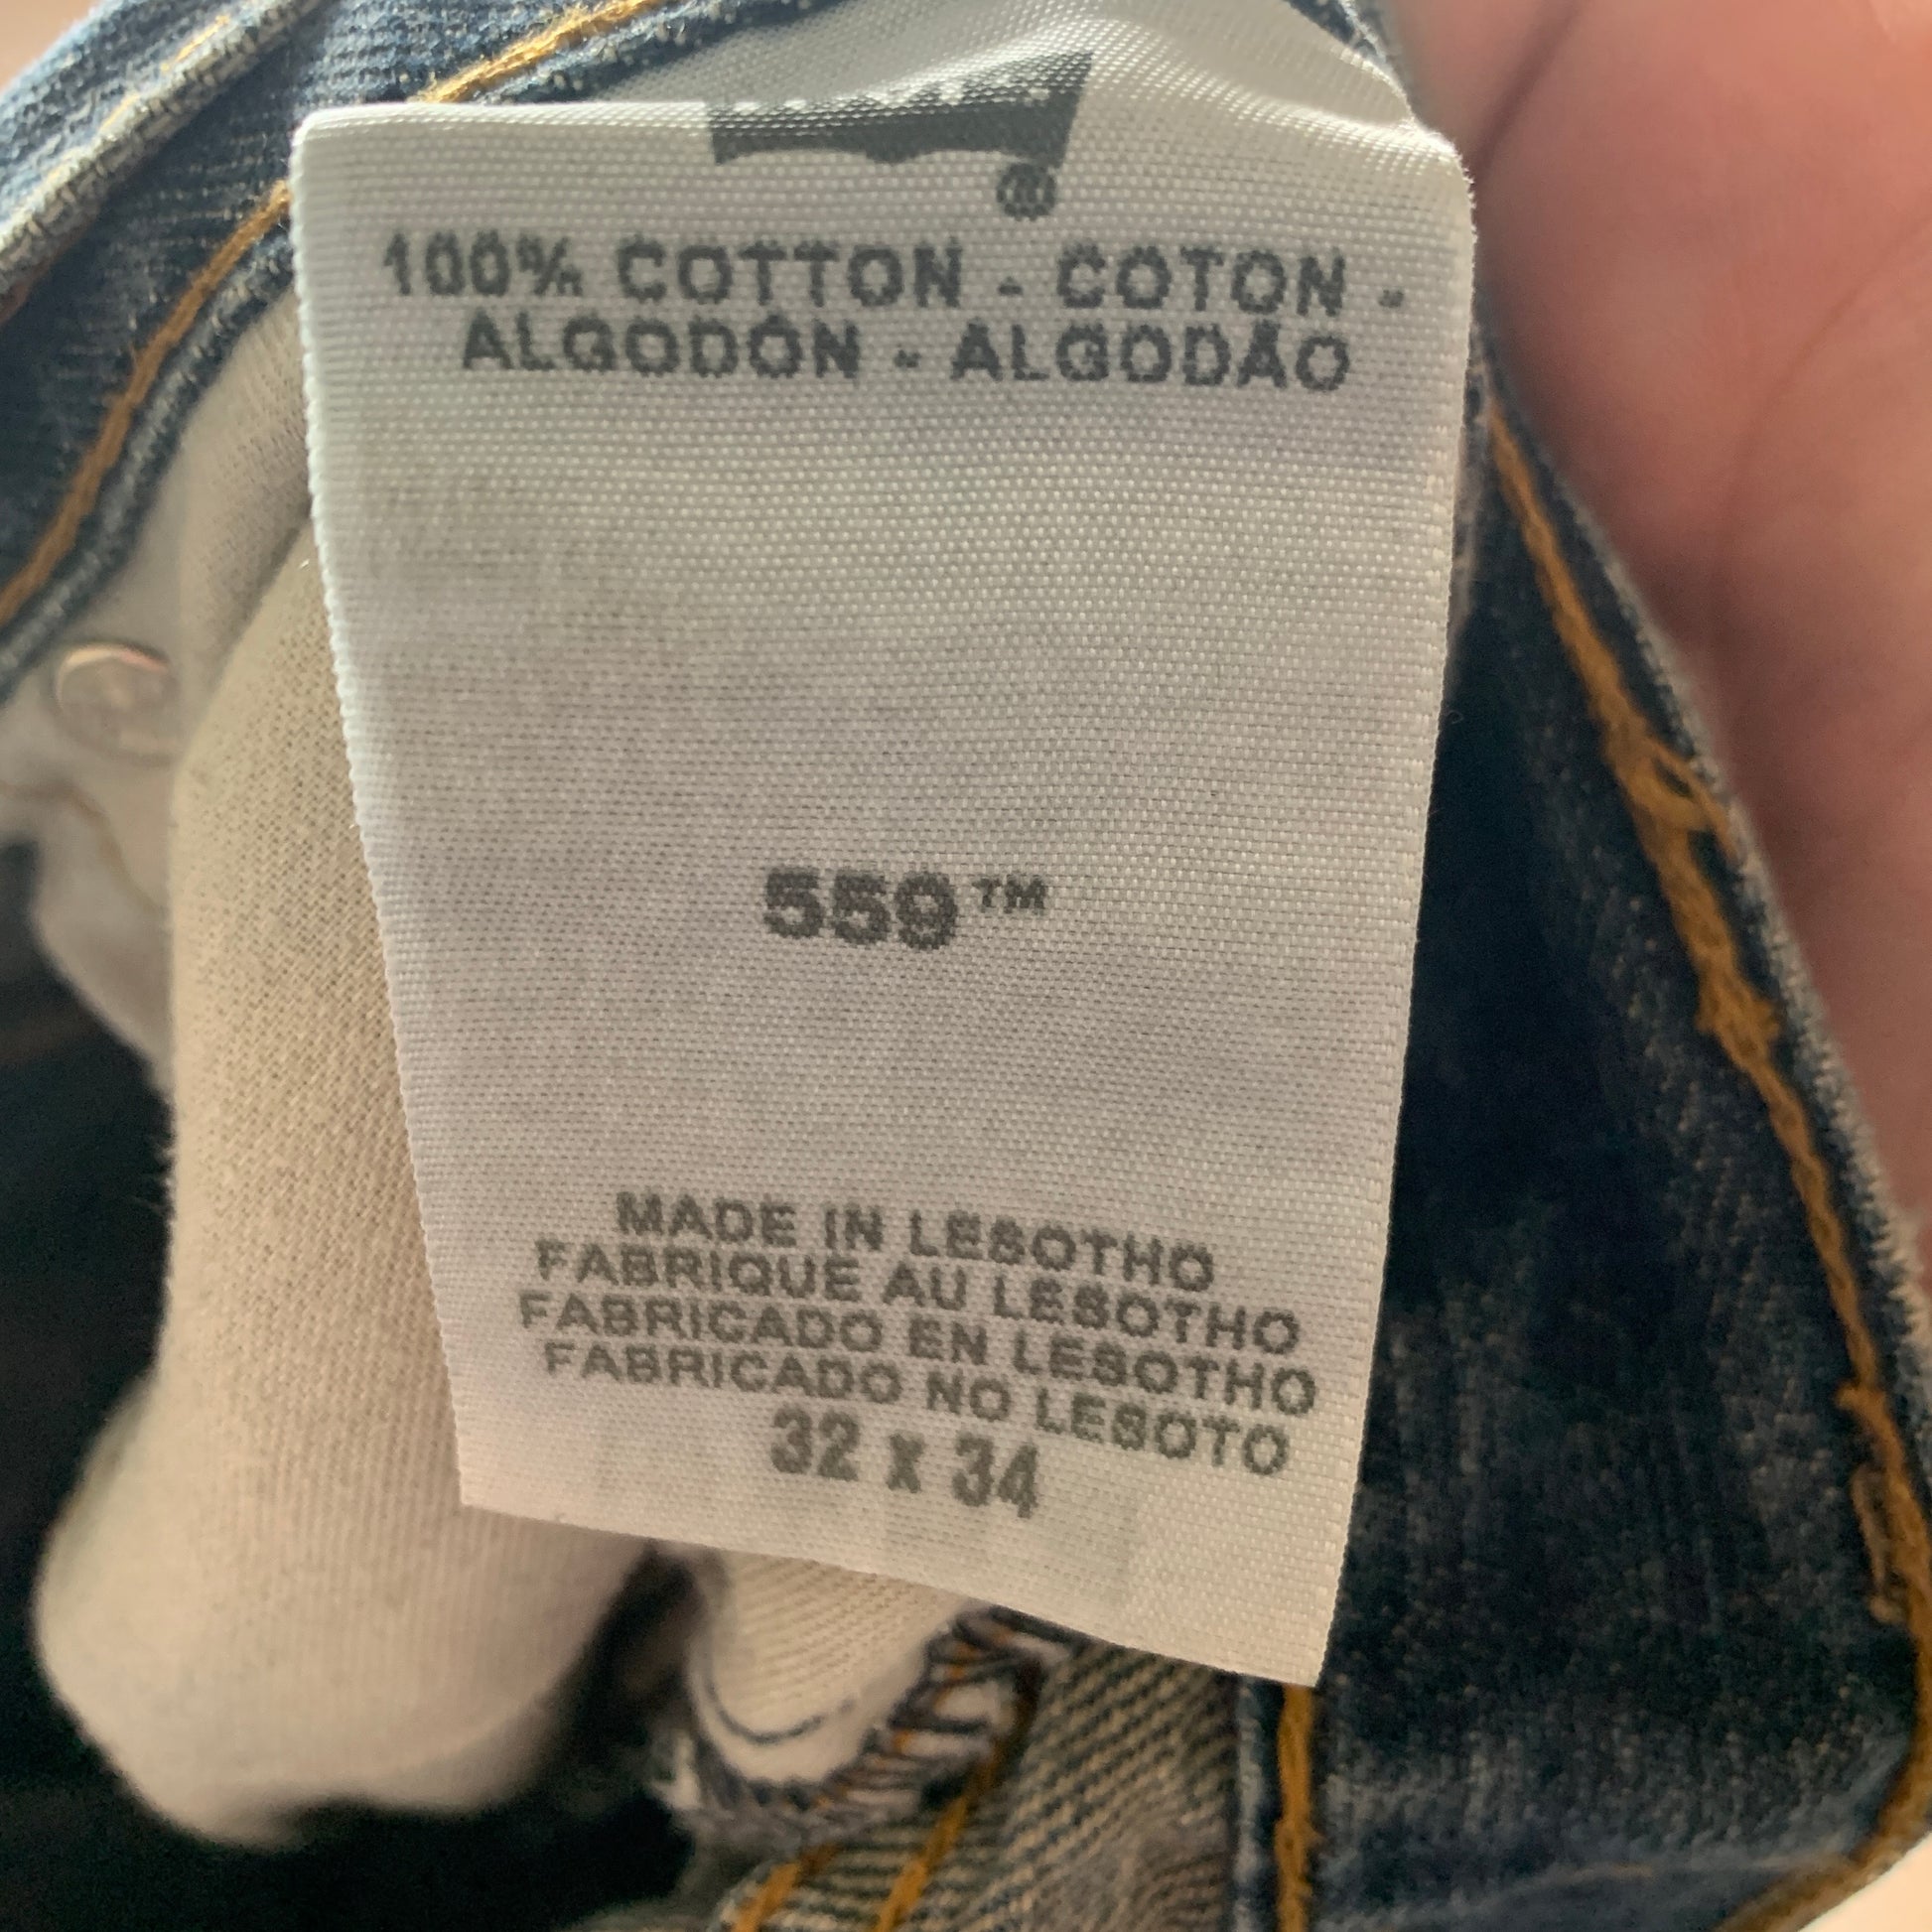 ®
100% COTTON - COTON -
ALGODÓN - ALGODÃO
559™
MADE IN LESOTHO
FABRIQUE AU LESOTHO
FABRICADO EN LESOTHO
FABRICADO NO LESOTO
32 x 34